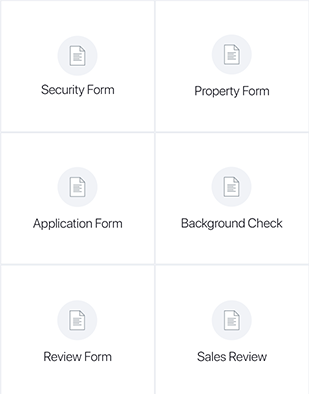 Security Form
Property Form
Application Form
Background Check
Review Form
Sales Review